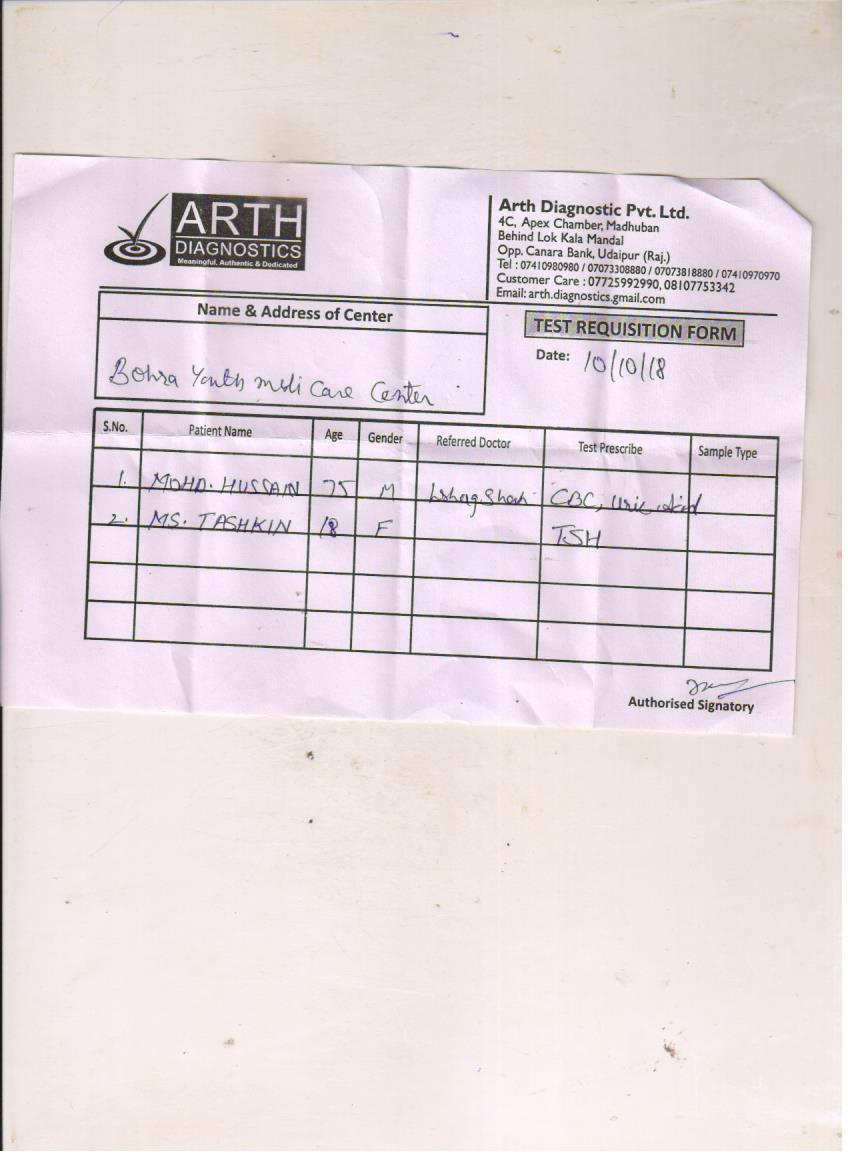 ARTH
DIAGNOSTICS
Meaningful, Authentic & Dedicated
Arth Diagnostic Pvt. Ltd.
4C, Apex Chamber, Madhuban
Behind Lok Kala Mandal
Opp. Canara Bank, Udaipur (Raj.)
Tel : 07410980980 / 07073308880 / 07073818880 / 07410970970
Customer Care : 07725992990, 08107753342
Email: arth.diagnostics.gmail.com
Name & Address of Center
TEST REQUISITION FORM
Date: 10/10/18
Bohra Youth medi Care Center
S.No. Patient Name Age Gender Referred Doctor Test Prescribe Sample Type
1. MOHD. HUSSAIN 75 M CBC, Uric Acid
2. MS. TASHKIN 18 F TSH
Authorised Signatory